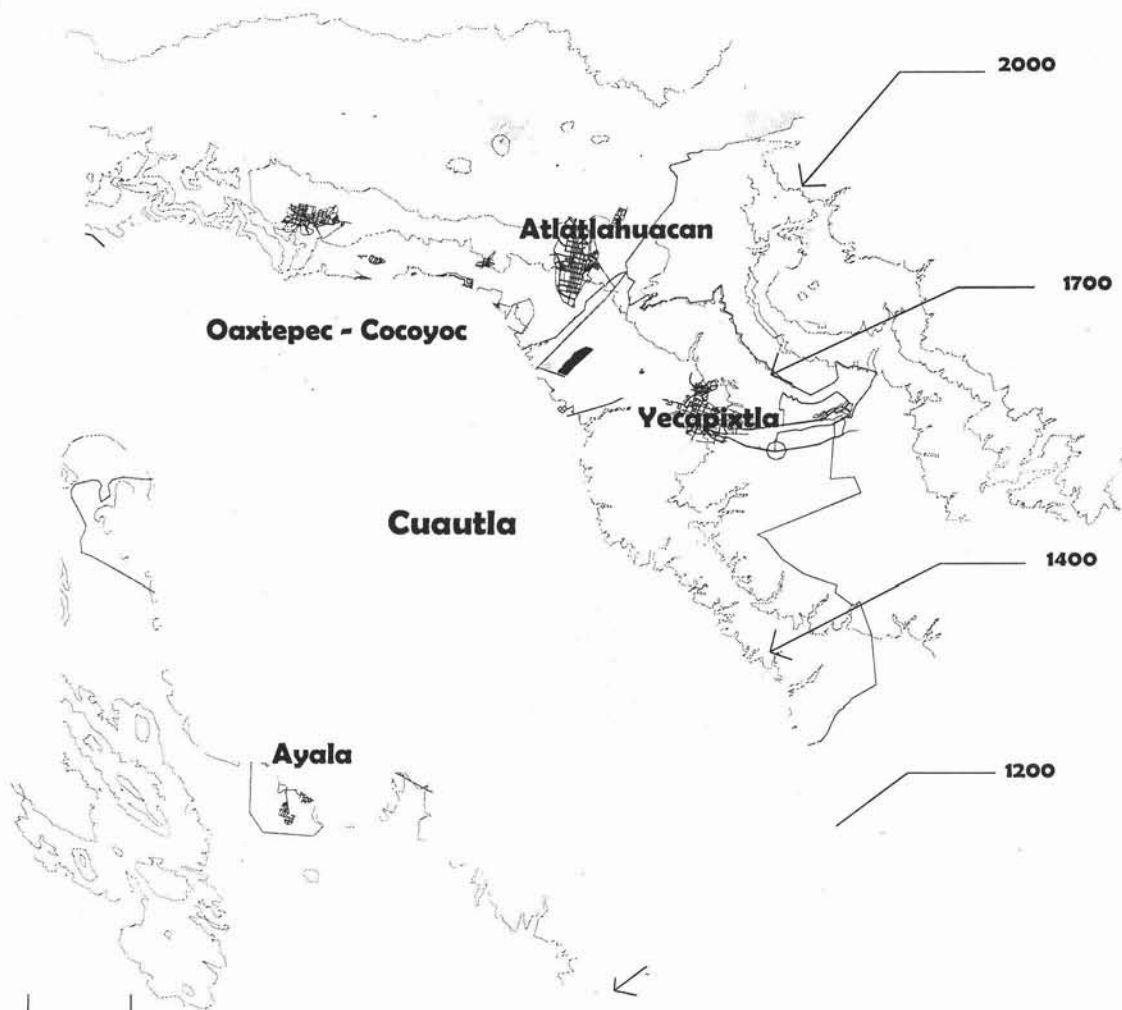 2000
Atlatlahuacan
1700
Oaxtepec - Cocoyoc
Yecapixtla
Cuautla
1400
Ayala
1200